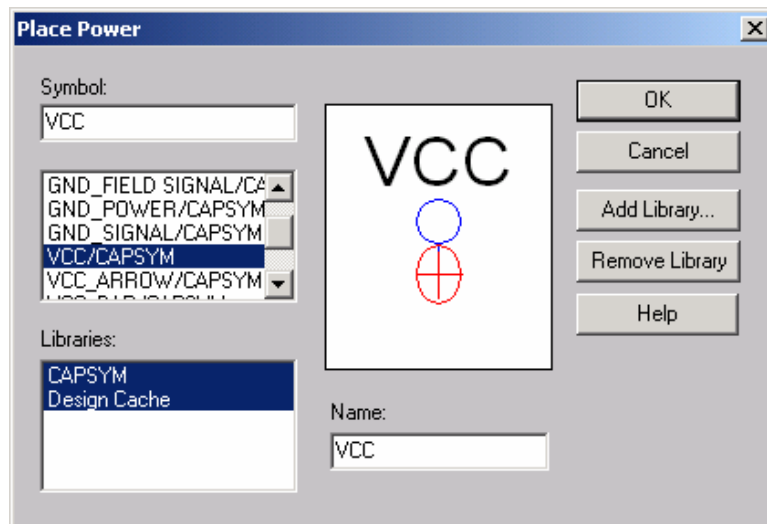 Place Power
Symbol:
VCC
GND_FIELD SIGNAL/CA
GND_POWER/CAPSYM
GND_SIGNAL/CAPSYM
VCC/CAPSYM
VCC_ARROW/CAPSYM
Libraries:
CAPSYM
Design Cache
VCC
Name:
VCC
OK
Cancel
Add Library...
Remove Library
Help